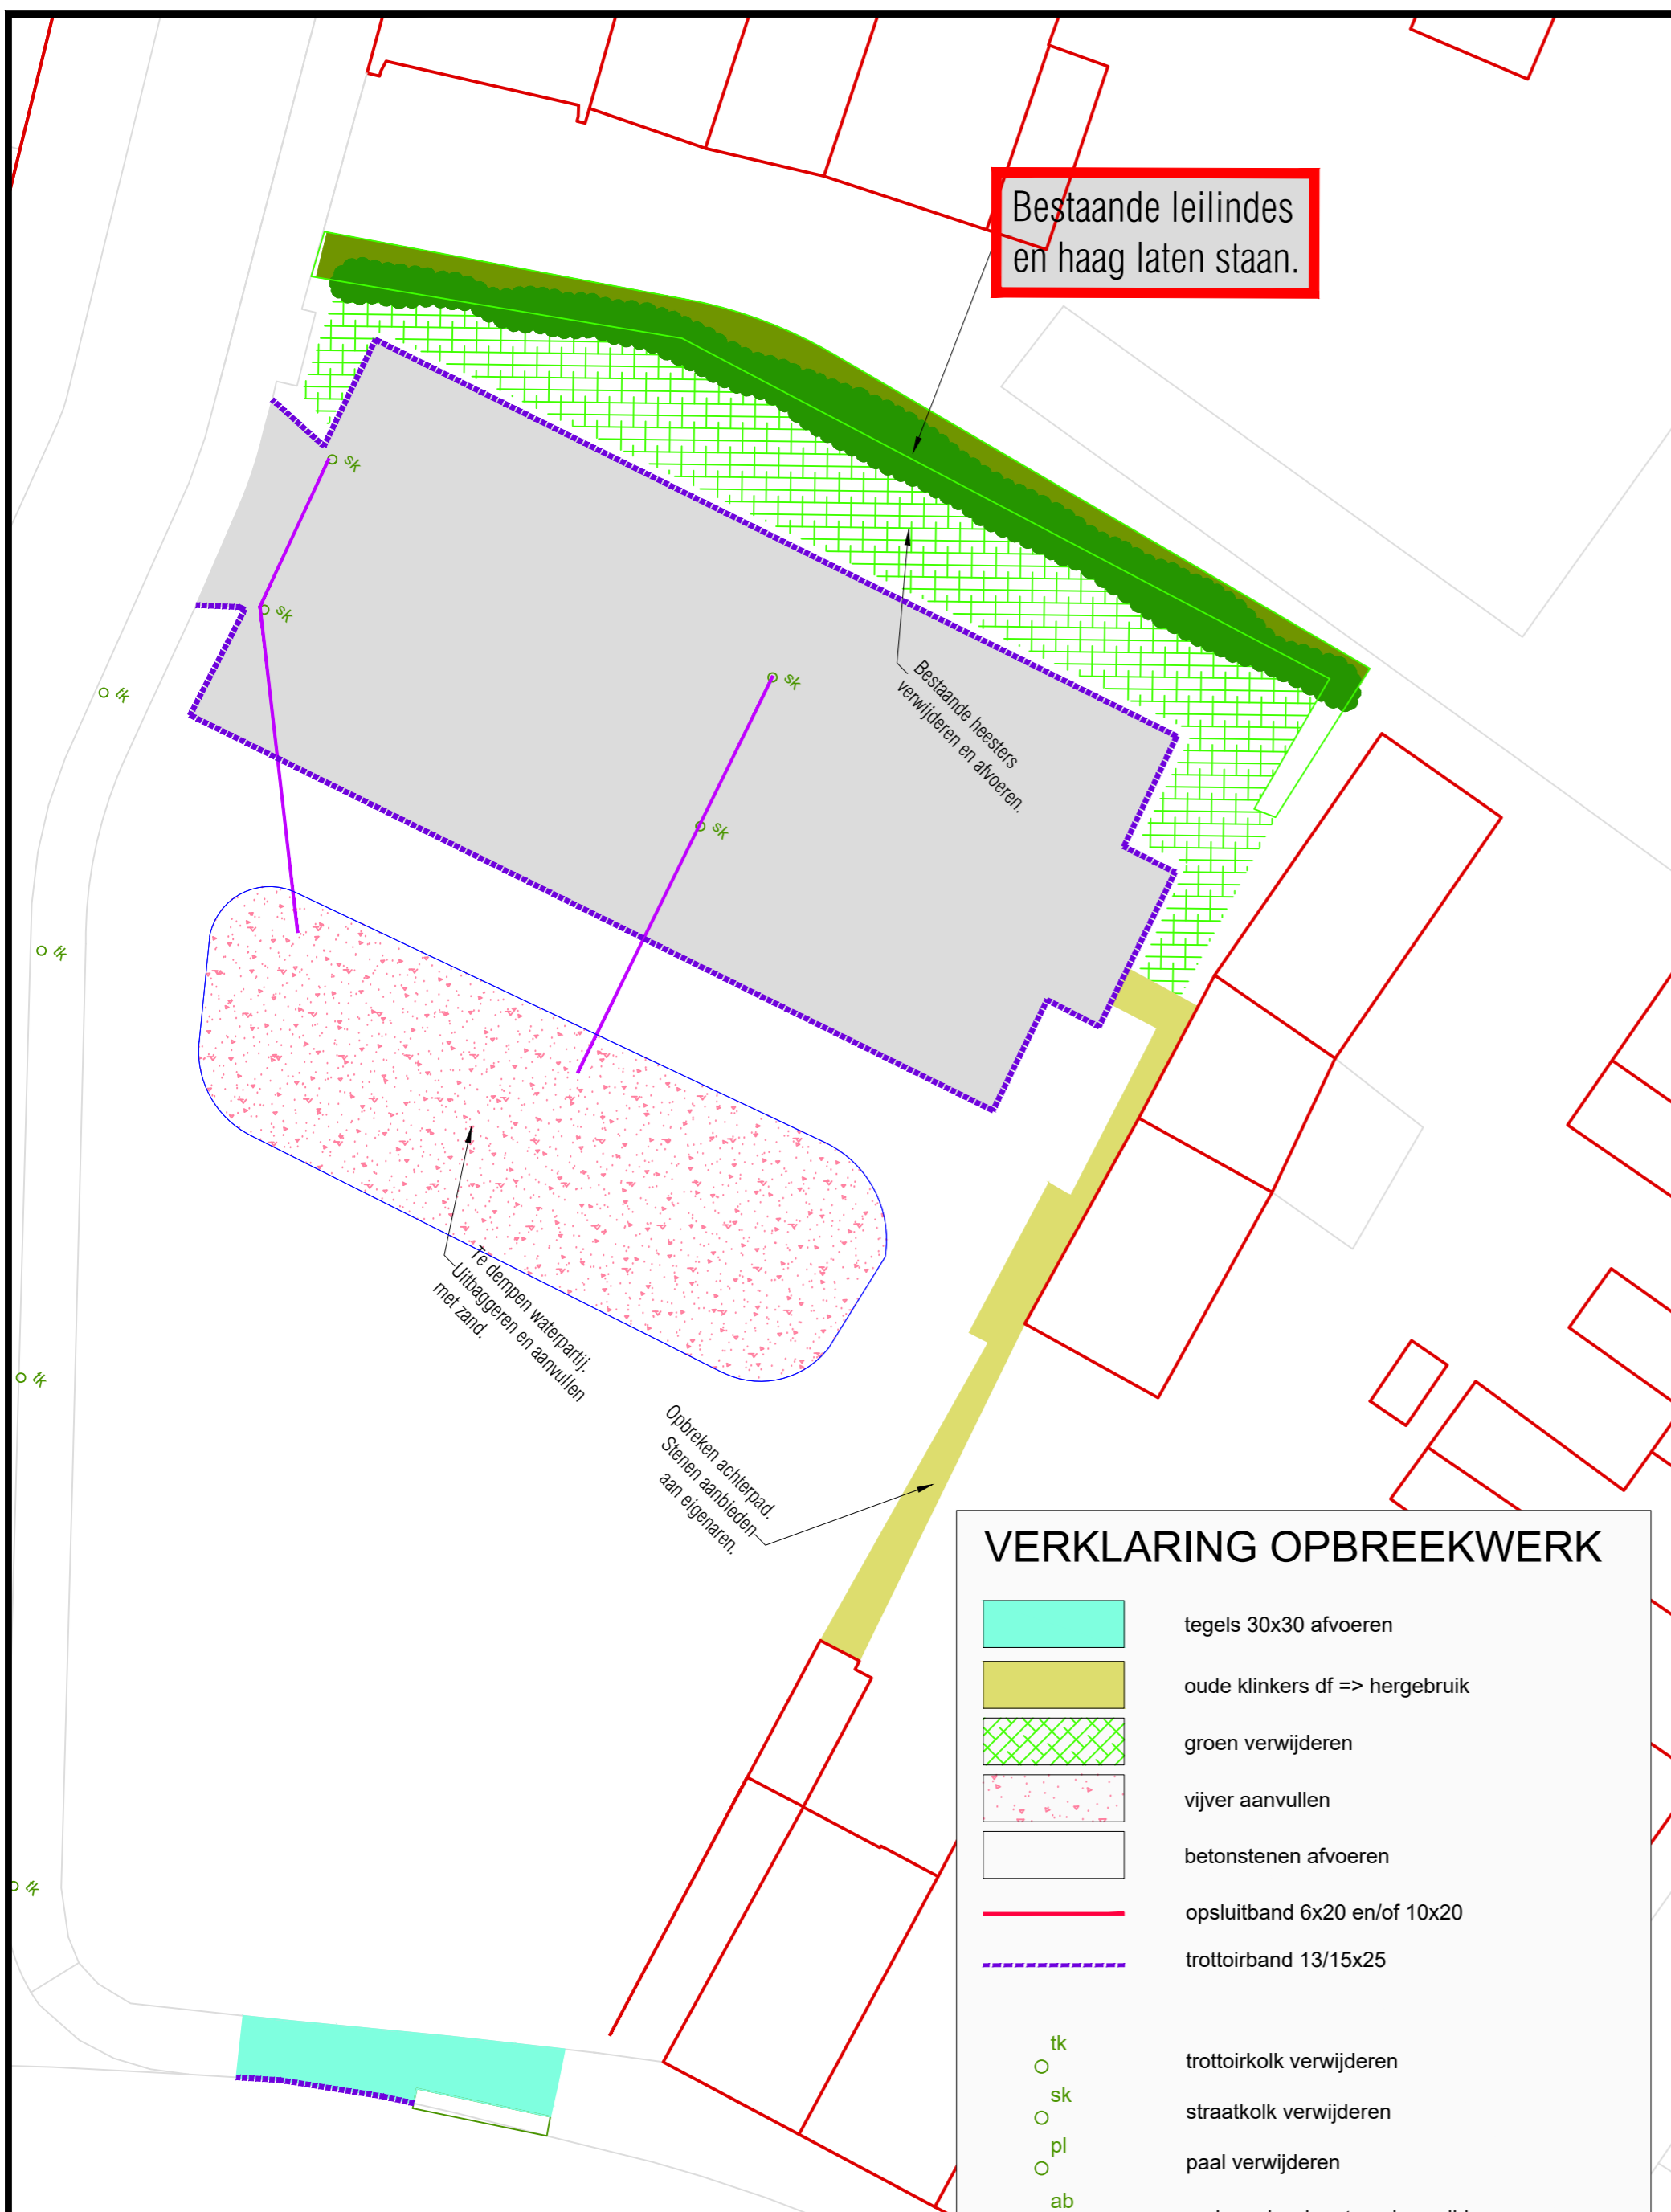 Bestaande leilindes
en haag laten staan.
sk
sk
sk
sk
tk
tk
tk
tk
Bestaande heesters
verwijderen en afvoeren.
Te dempen waterpartij.
Uitbaggeren en aanvullen
met zand.
Opbreken achterpad.
Stenen aanbieden
aan eigenaren.
VERKLARING OPBREEKWERK
tegels 30x30 afvoeren
oude klinkers df => hergebruik
groen verwijderen
vijver aanvullen
betonstenen afvoeren
opsluitband 6x20 en/of 10x20
trottoirband 13/15x25
tk
trottoirkolk verwijderen
sk
straatkolk verwijderen
pl
paal verwijderen
ab